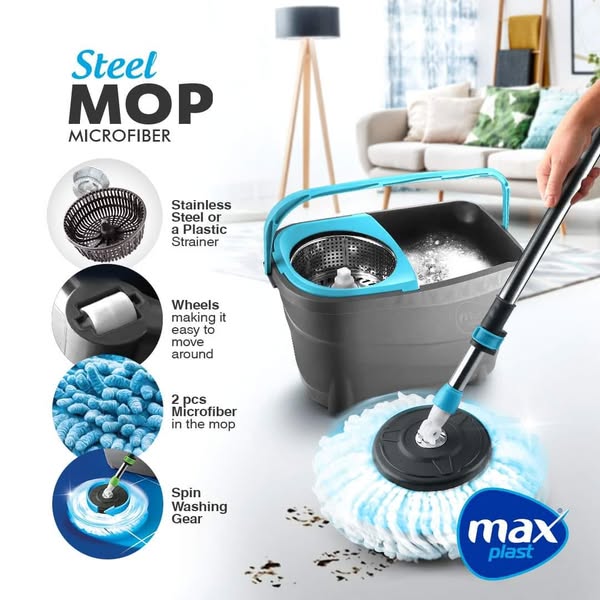 Steel
MOP
MICROFIBER
Stainless
Steel or
a Plastic
Strainer
Wheels
making it
easy to
move
around
2 pcs
Microfiber
in the mop
Spin
Washing
Gear
max
plast